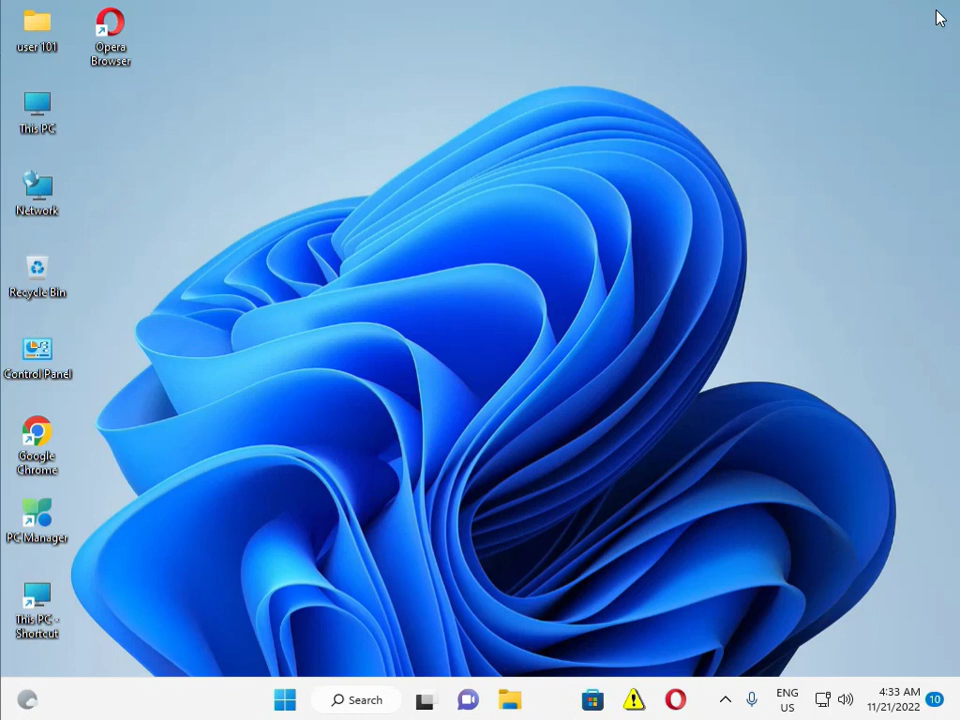 user 101
Opera
Browser
This PC
Network
Recycle Bin
Control Panel
Google
Chrome
PC Manager
This PC -
Shortcut
Search
ENG
US
4:33 AM
11/21/2022
10